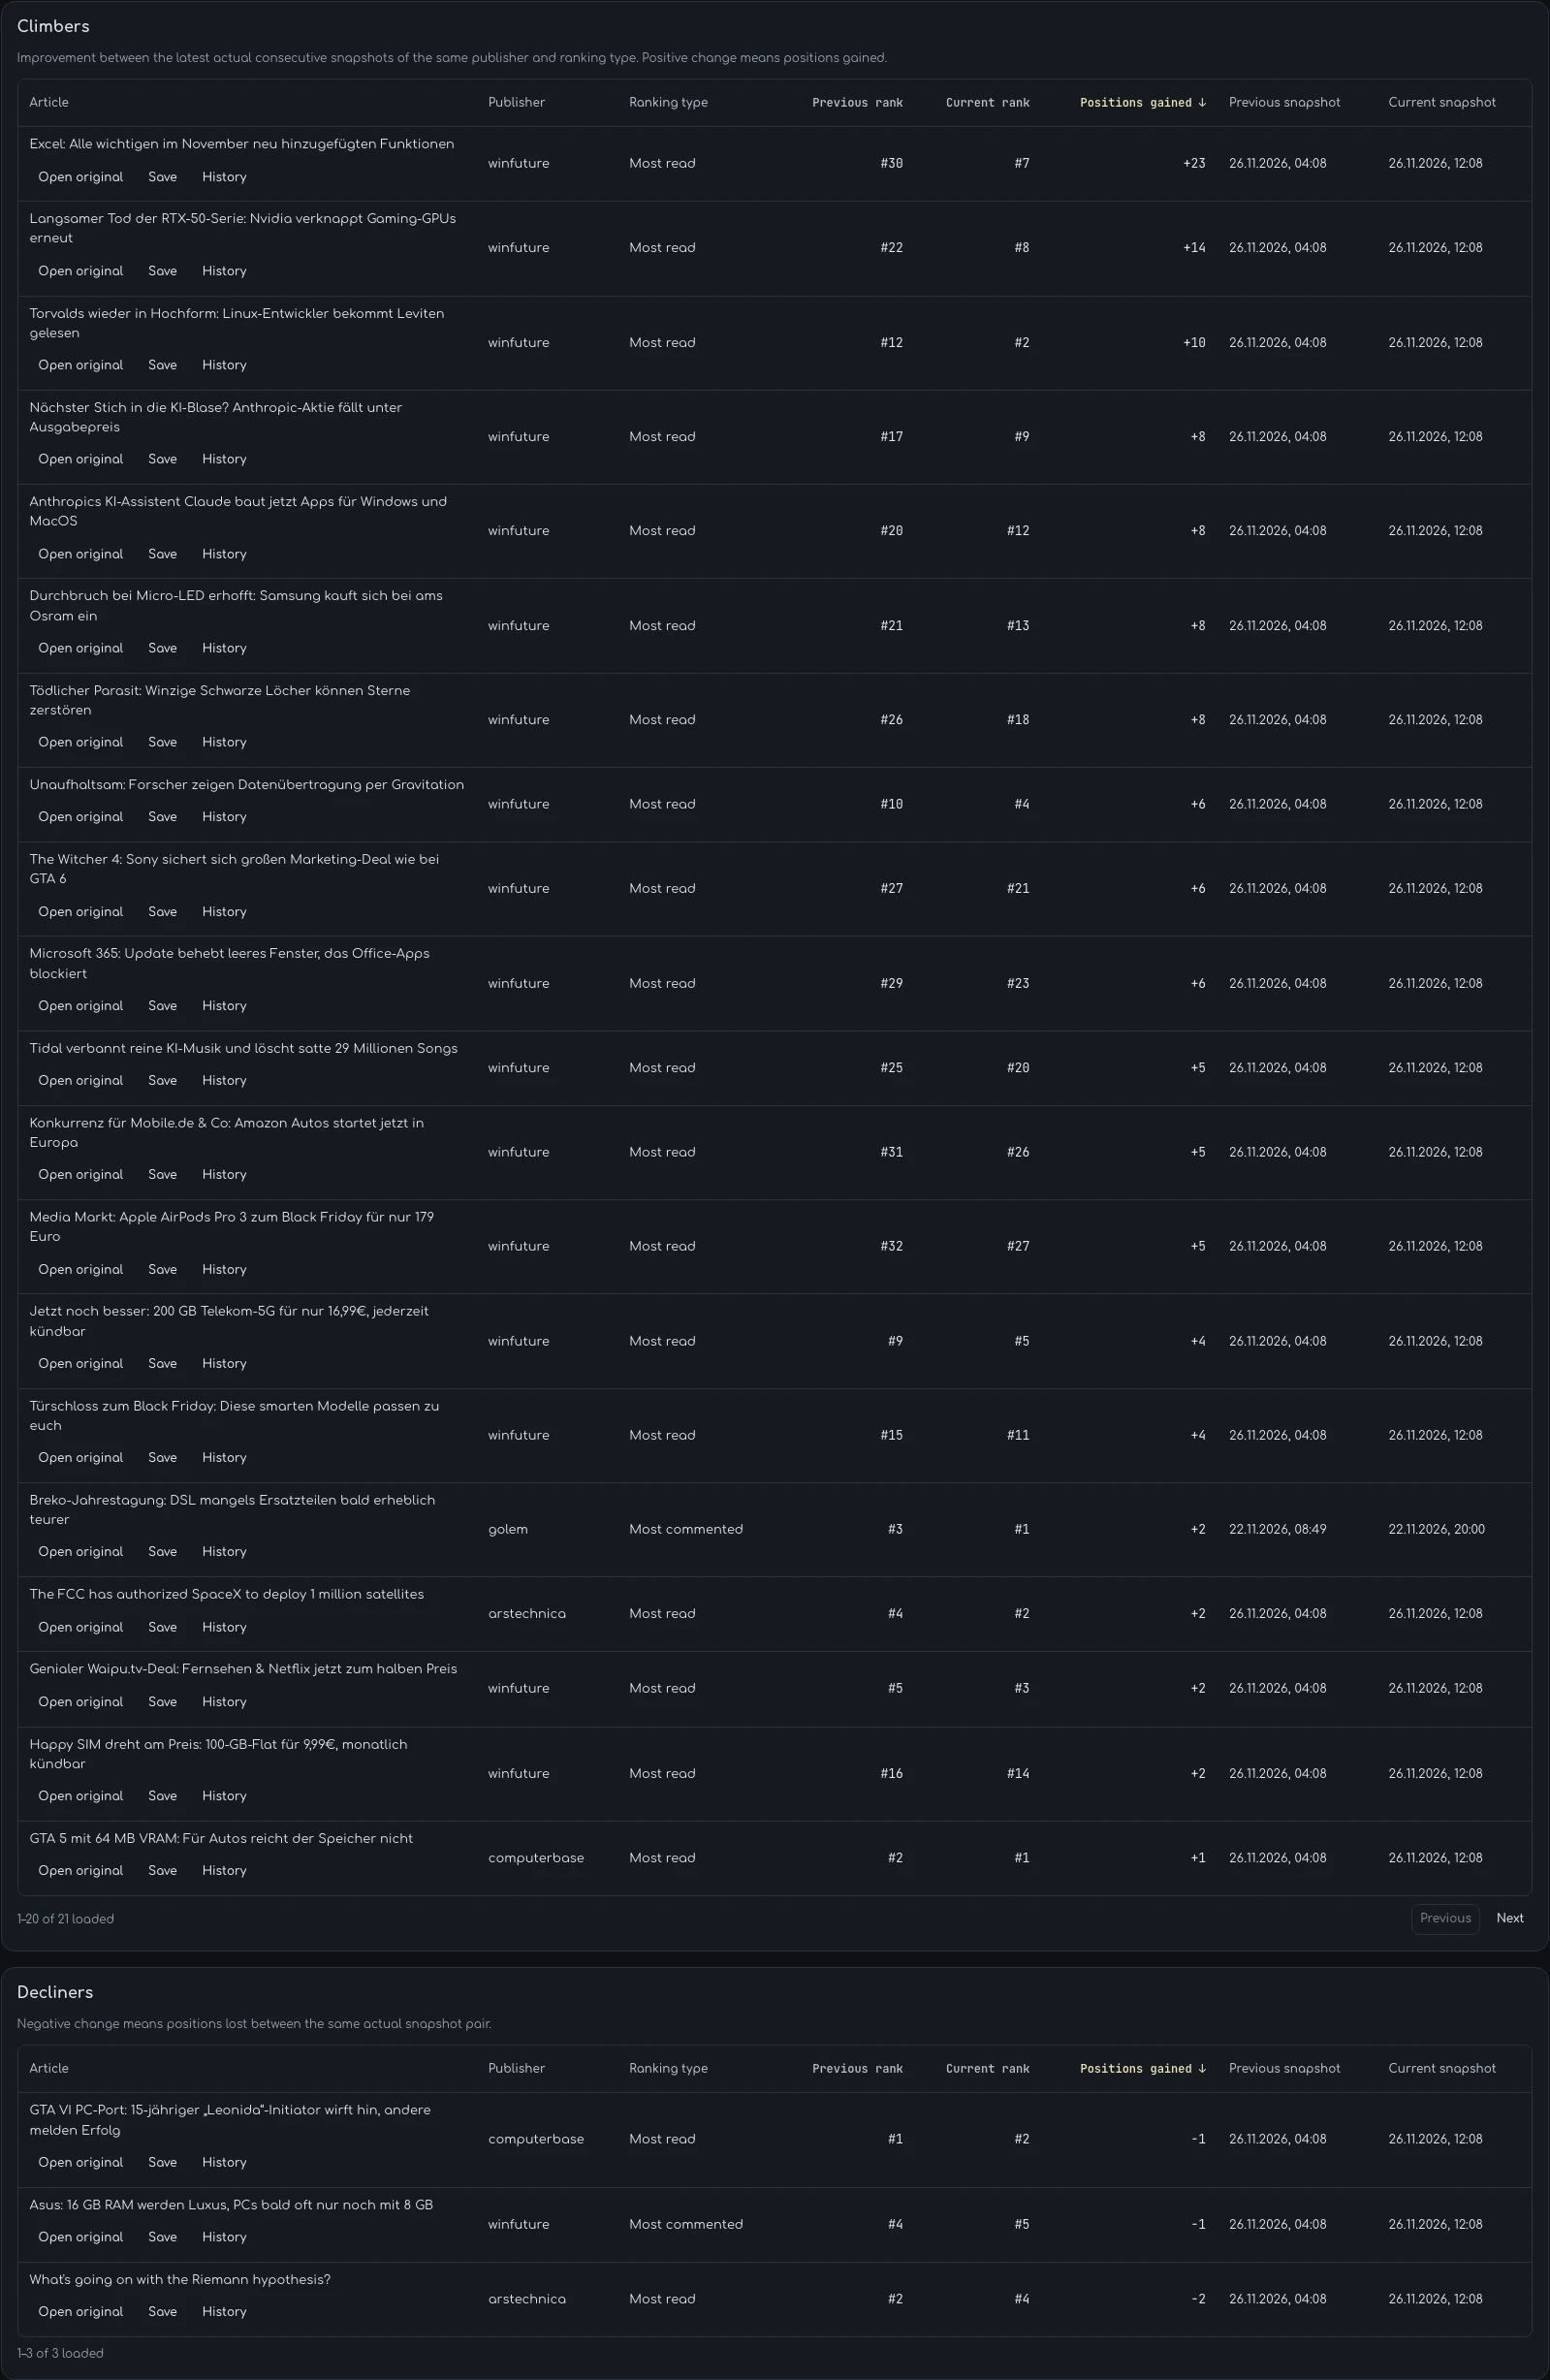 Climbers
Improvement between the latest actual consecutive snapshots of the same publisher and ranking type. Positive change means positions gained.
Article Publisher Ranking type Previous rank Current rank Positions gained ↓ Previous snapshot Current snapshot
Excel: Alle wichtigen im November neu hinzugefügten Funktionen
winfuture Most read #30 #7 +23 26.11.2026, 04:08 26.11.2026, 12:08
Open original Save History
Langsamer Tod der RTX-50-Serie: Nvidia verknappt Gaming-GPUs
erneut
winfuture Most read #22 #8 +14 26.11.2026, 04:08 26.11.2026, 12:08
Open original Save History
Torvalds wieder in Hochform: Linux-Entwickler bekommt Leviten
gelesen
winfuture Most read #12 #2 +10 26.11.2026, 04:08 26.11.2026, 12:08
Open original Save History
Nächster Stich in die KI-Blase? Anthropic-Aktie fällt unter
Ausgabepreis
winfuture Most read #17 #9 +8 26.11.2026, 04:08 26.11.2026, 12:08
Open original Save History
Anthropics KI-Assistent Claude baut jetzt Apps für Windows und
MacOS
winfuture Most read #20 #12 +8 26.11.2026, 04:08 26.11.2026, 12:08
Open original Save History
Durchbruch bei Micro-LED erhofft: Samsung kauft sich bei ams
Osram ein
winfuture Most read #21 #13 +8 26.11.2026, 04:08 26.11.2026, 12:08
Open original Save History
Tödlicher Parasit: Winzige Schwarze Löcher können Sterne
zerstören
winfuture Most read #26 #18 +8 26.11.2026, 04:08 26.11.2026, 12:08
Open original Save History
Unaufhaltsam: Forscher zeigen Datenübertragung per Gravitation
winfuture Most read #10 #4 +6 26.11.2026, 04:08 26.11.2026, 12:08
Open original Save History
The Witcher 4: Sony sichert sich großen Marketing-Deal wie bei
GTA 6
winfuture Most read #27 #21 +6 26.11.2026, 04:08 26.11.2026, 12:08
Open original Save History
Microsoft 365: Update behebt leeres Fenster, das Office-Apps
blockiert
winfuture Most read #29 #23 +6 26.11.2026, 04:08 26.11.2026, 12:08
Open original Save History
Tidal verbannt reine KI-Musik und löscht satte 29 Millionen Songs
winfuture Most read #25 #20 +5 26.11.2026, 04:08 26.11.2026, 12:08
Open original Save History
Konkurrenz für Mobile.de & Co: Amazon Autos startet jetzt in
Europa
winfuture Most read #31 #26 +5 26.11.2026, 04:08 26.11.2026, 12:08
Open original Save History
Media Markt: Apple AirPods Pro 3 zum Black Friday für nur 179
Euro
winfuture Most read #32 #27 +5 26.11.2026, 04:08 26.11.2026, 12:08
Open original Save History
Jetzt noch besser: 200 GB Telekom-5G für nur 16,99€, jederzeit
kündbar
winfuture Most read #9 #5 +4 26.11.2026, 04:08 26.11.2026, 12:08
Open original Save History
Türschloss zum Black Friday: Diese smarten Modelle passen zu
euch
winfuture Most read #15 #11 +4 26.11.2026, 04:08 26.11.2026, 12:08
Open original Save History
Breko-Jahrestagung: DSL mangels Ersatzteilen bald erheblich
teurer
golem Most commented #3 #1 +2 22.11.2026, 08:49 22.11.2026, 20:00
Open original Save History
The FCC has authorized SpaceX to deploy 1 million satellites
arstechnica Most read #4 #2 +2 26.11.2026, 04:08 26.11.2026, 12:08
Open original Save History
Genialer Waipu.tv-Deal: Fernsehen & Netflix jetzt zum halben Preis
winfuture Most read #5 #3 +2 26.11.2026, 04:08 26.11.2026, 12:08
Open original Save History
Happy SIM dreht am Preis: 100-GB-Flat für 9,99€, monatlich
kündbar
winfuture Most read #16 #14 +2 26.11.2026, 04:08 26.11.2026, 12:08
Open original Save History
GTA 5 mit 64 MB VRAM: Für Autos reicht der Speicher nicht
computerbase Most read #2 #1 +1 26.11.2026, 04:08 26.11.2026, 12:08
Open original Save History
1–20 of 21 loaded Previous Next
Decliners
Negative change means positions lost between the same actual snapshot pair.
Article Publisher Ranking type Previous rank Current rank Positions gained ↓ Previous snapshot Current snapshot
GTA VI PC-Port: 15-jähriger „Leonida“-Initiator wirft hin, andere
melden Erfolg
computerbase Most read #1 #2 -1 26.11.2026, 04:08 26.11.2026, 12:08
Open original Save History
Asus: 16 GB RAM werden Luxus, PCs bald oft nur noch mit 8 GB
winfuture Most commented #4 #5 -1 26.11.2026, 04:08 26.11.2026, 12:08
Open original Save History
What's going on with the Riemann hypothesis?
arstechnica Most read #2 #4 -2 26.11.2026, 04:08 26.11.2026, 12:08
Open original Save History
1–3 of 3 loaded